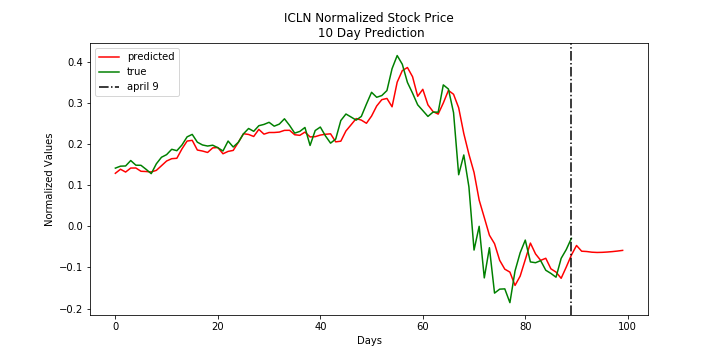 ICLN Normalized Stock Price
10 Day Prediction
predicted
true
april 9
Normalized Values
0.4
0.3
0.2
0.1
0.0
−0.1
−0.2
0
20
40
60
80
100
Days